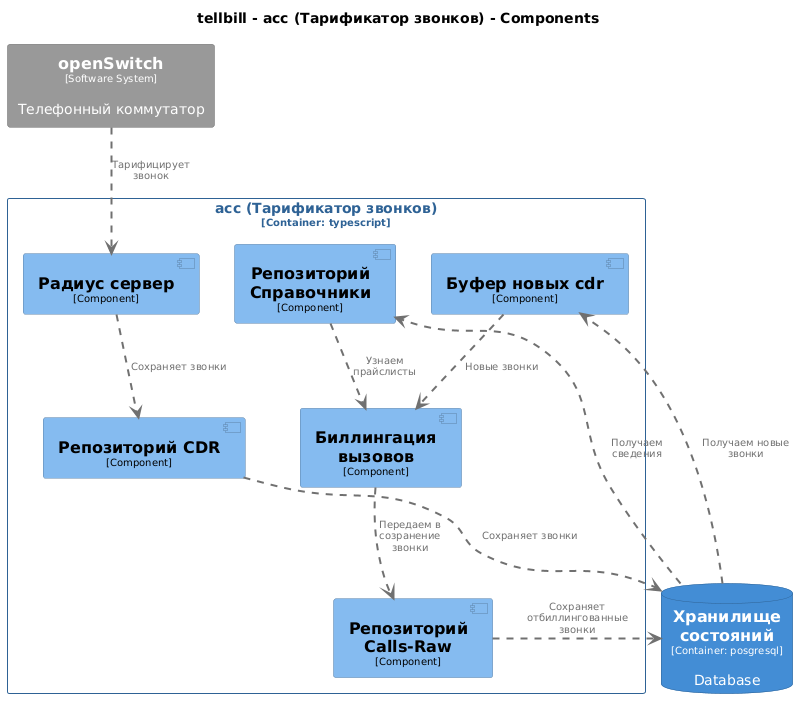 tellbill - acc (Тарификатор звонков) - Components
openSwitch
[Software System]
Телефонный коммутатор
Тарифицирует
звонок
acc (Тарификатор звонков)
[Container: typescript]
Радиус сервер
[Component]
Репозиторий
Справочники
[Component]
Буфер новых cdr
[Component]
Сохраняет звонки
Узнаем
прайслисты
Новые звонки
Репозиторий CDR
[Component]
Биллингация
вызовов
[Component]
Получаем
сведения
Получаем новые
звонки
Передаем в
созранение
звонки
Сохраняет звонки
Репозиторий
Calls-Raw
[Component]
Сохраняет
отбиллингованные
звонки
Хранилище
состояний
[Container: posgresql]
Database